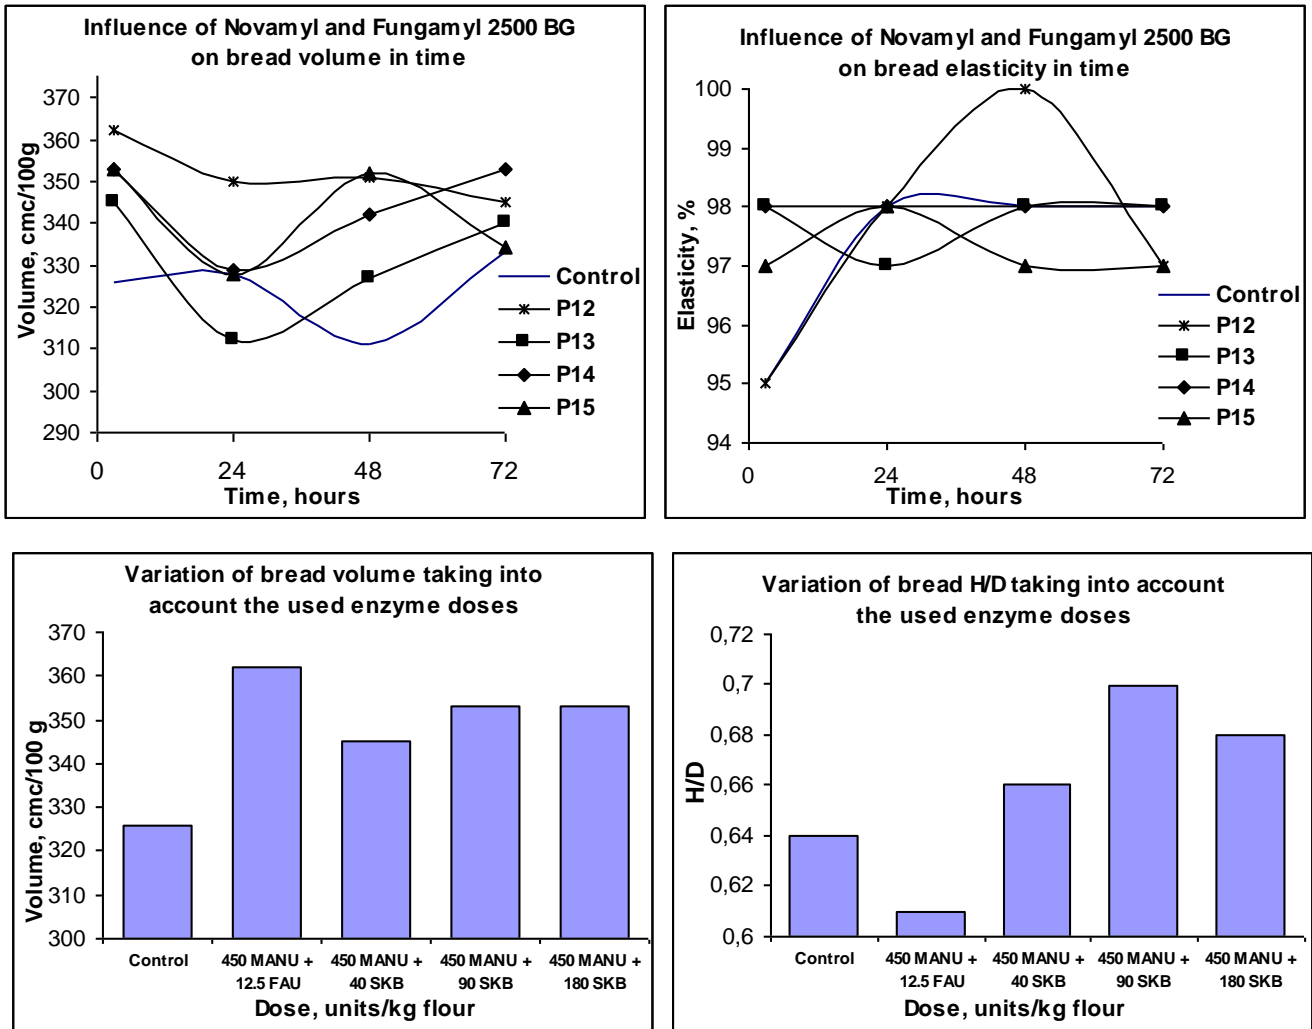 Influence of Novamyl and Fungamyl 2500 BG
on bread volume in time
Volume, cmc/100g
370
360
350
340
330
320
310
300
290
0
24
48
72
Time, hours
Control
P12
P13
P14
P15
Influence of Novamyl and Fungamyl 2500 BG
on bread elasticity in time
Elasticity, %
100
99
98
97
96
95
94
0
24
48
72
Time, hours
Control
P12
P13
P14
P15
Variation of bread volume taking into
account the used enzyme doses
Volume, cmc/100 g
370
360
350
340
330
320
310
300
Control
450 MANU +
12.5 FAU
450 MANU +
40 SKB
450 MANU +
90 SKB
450 MANU +
180 SKB
Dose, units/kg flour
Variation of bread H/D taking into account
the used enzyme doses
H/D
0,72
0,7
0,68
0,66
0,64
0,62
0,6
Control
450 MANU +
12.5 FAU
450 MANU +
40 SKB
450 MANU +
90 SKB
450 MANU +
180 SKB
Dose, units/kg flour